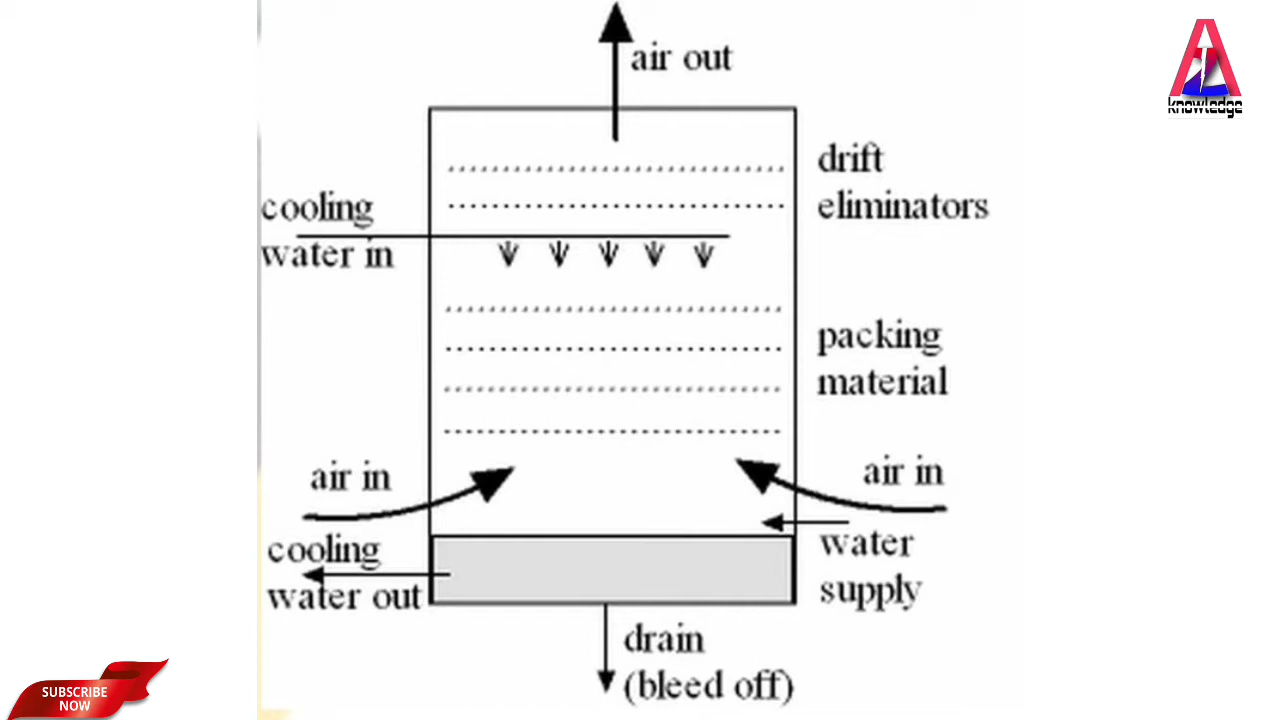 air out
drift
eliminators
cooling
water in
packing
material
air in
air in
cooling
water out
water
supply
drain
(bleed off)
A2
knowledge
SUBSCRIBE
NOW